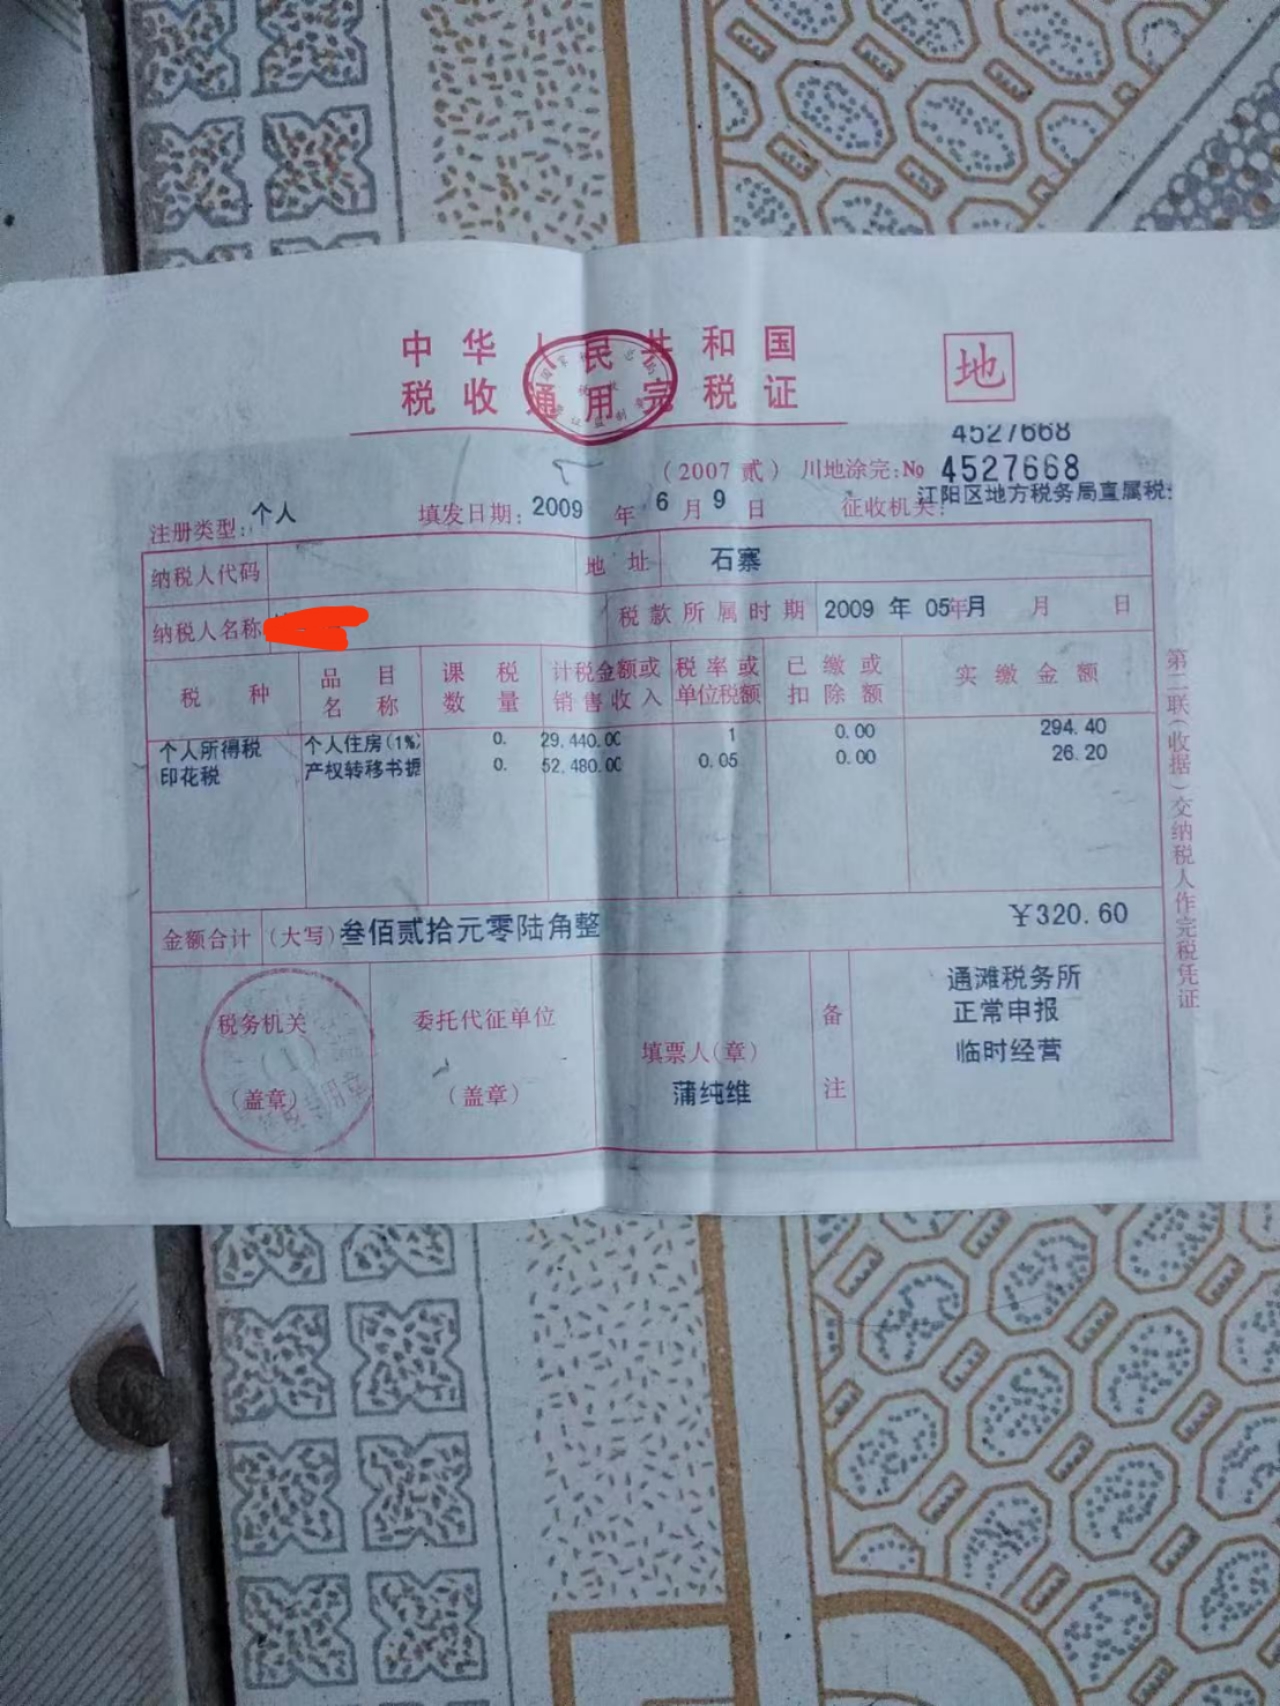 中华人民共和国
税收通用完税证
地
4527668
(2007 贰) 川地涂完:No 4527668
注册类型: 个人 填发日期: 2009 年 6 月 9 日 征收机关: 江阳区地方税务局直属税
纳税人代码 地址 石寨
纳税人名称 税款所属时期 2009 年 05年月 月 日
税种 品目名称 课税数量 计税金额或销售收入 税率或单位税额 已缴或扣除额 实缴金额
个人所得税 个人住房(1%) 0. 29,440.00 1 0.00 294.40
印花税 产权转移书据 0. 52,480.00 0.05 0.00 26.20
金额合计 (大写) 叁佰贰拾元零陆角整 ¥320.60
税务机关
(盖章)
委托代征单位
(盖章)
填票人(章)
蒲纯维
备注
通滩税务所
正常申报
临时经营
第二联(收据)交纳税人作完税凭证